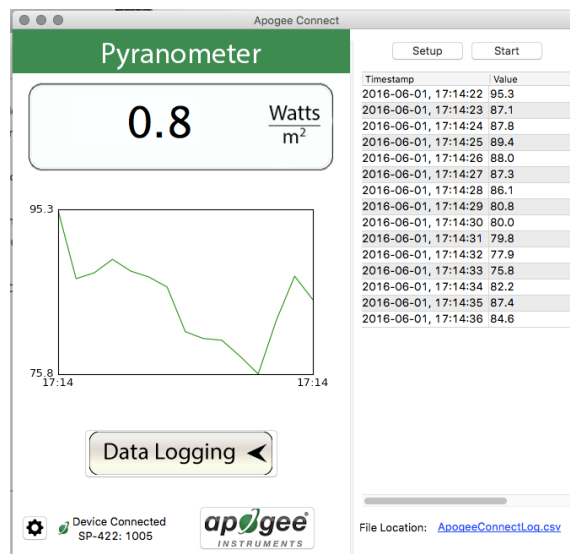 Apogee Connect
Pyranometer
0.8
Watts
m²
95.3
75.8
17:14 17:14
Data Logging
Device Connected
SP-422: 1005
apogee
INSTRUMENTS
Setup Start
Timestamp Value
2016-06-01, 17:14:22 95.3
2016-06-01, 17:14:23 87.1
2016-06-01, 17:14:24 87.8
2016-06-01, 17:14:25 89.4
2016-06-01, 17:14:26 88.0
2016-06-01, 17:14:27 87.3
2016-06-01, 17:14:28 86.1
2016-06-01, 17:14:29 80.8
2016-06-01, 17:14:30 80.0
2016-06-01, 17:14:31 79.8
2016-06-01, 17:14:32 77.9
2016-06-01, 17:14:33 75.8
2016-06-01, 17:14:34 82.2
2016-06-01, 17:14:35 87.4
2016-06-01, 17:14:36 84.6
File Location: ApogeeConnectLog.csv